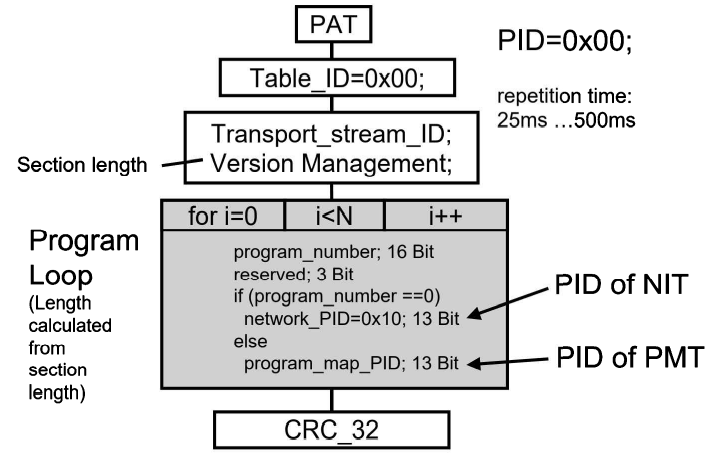 PAT
PID=0x00;
Table_ID=0x00;
repetition time:
25ms ...500ms
Transport_stream_ID;
Version Management;
Section length
for i=0 i<N i++
Program
Loop
(Length
calculated
from
section
length)
program_number; 16 Bit
reserved; 3 Bit
if (program_number ==0)
network_PID=0x10; 13 Bit
else
program_map_PID; 13 Bit
PID of NIT
PID of PMT
CRC_32